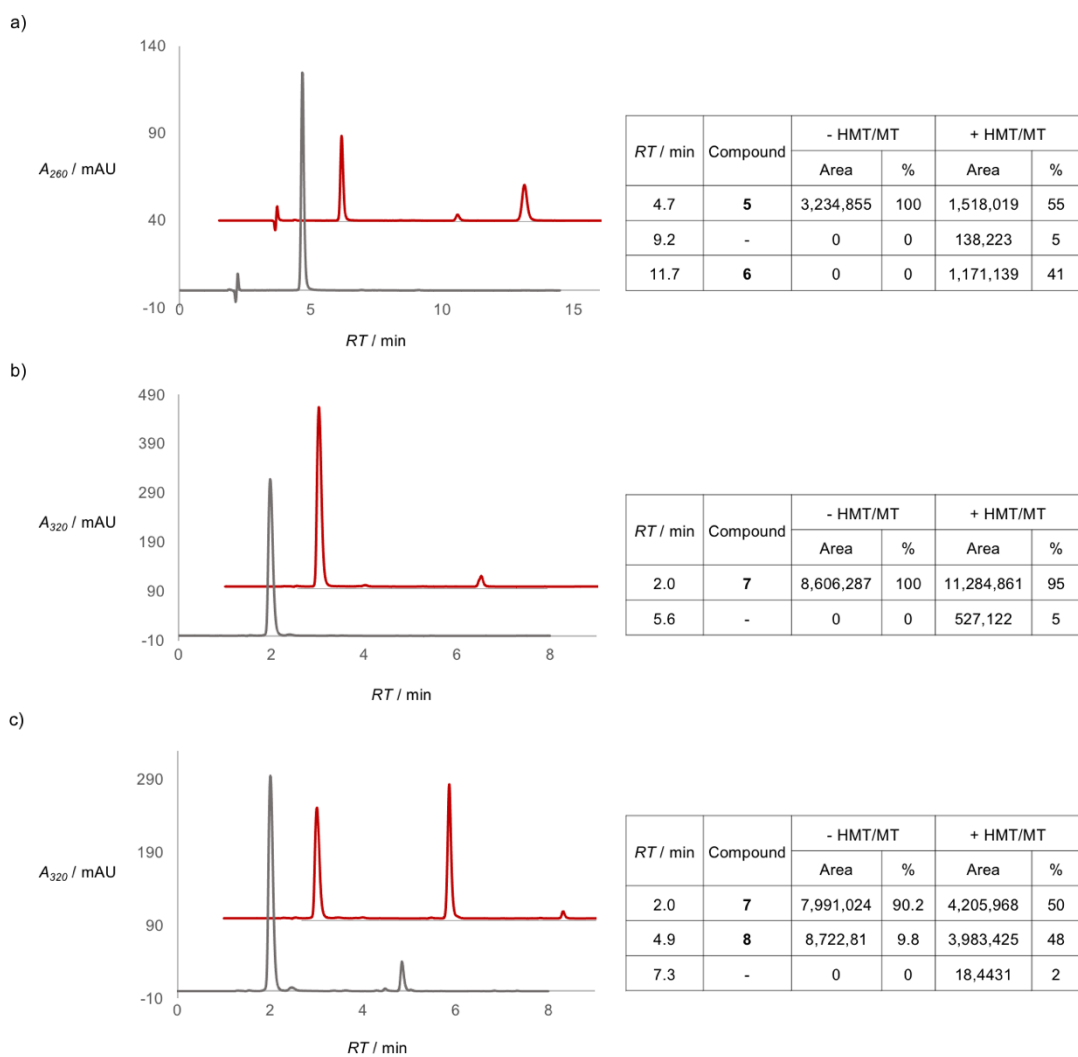 a)
140
90
40
-10
A260 / mAU
0 5 10 15
RT / min
RT / min Compound - HMT/MT + HMT/MT
Area % Area %
4.7 5 3,234,855 100 1,518,019 55
9.2 - 0 0 138,223 5
11.7 6 0 0 1,171,139 41
b)
490
390
290
190
90
-10
A320 / mAU
0 2 4 6 8
RT / min
RT / min Compound - HMT/MT + HMT/MT
Area % Area %
2.0 7 8,606,287 100 11,284,861 95
5.6 - 0 0 527,122 5
c)
290
190
90
-10
A320 / mAU
0 2 4 6 8
RT / min
RT / min Compound - HMT/MT + HMT/MT
Area % Area %
2.0 7 7,991,024 90.2 4,205,968 50
4.9 8 8,722,81 9.8 3,983,425 48
7.3 - 0 0 18,4431 2